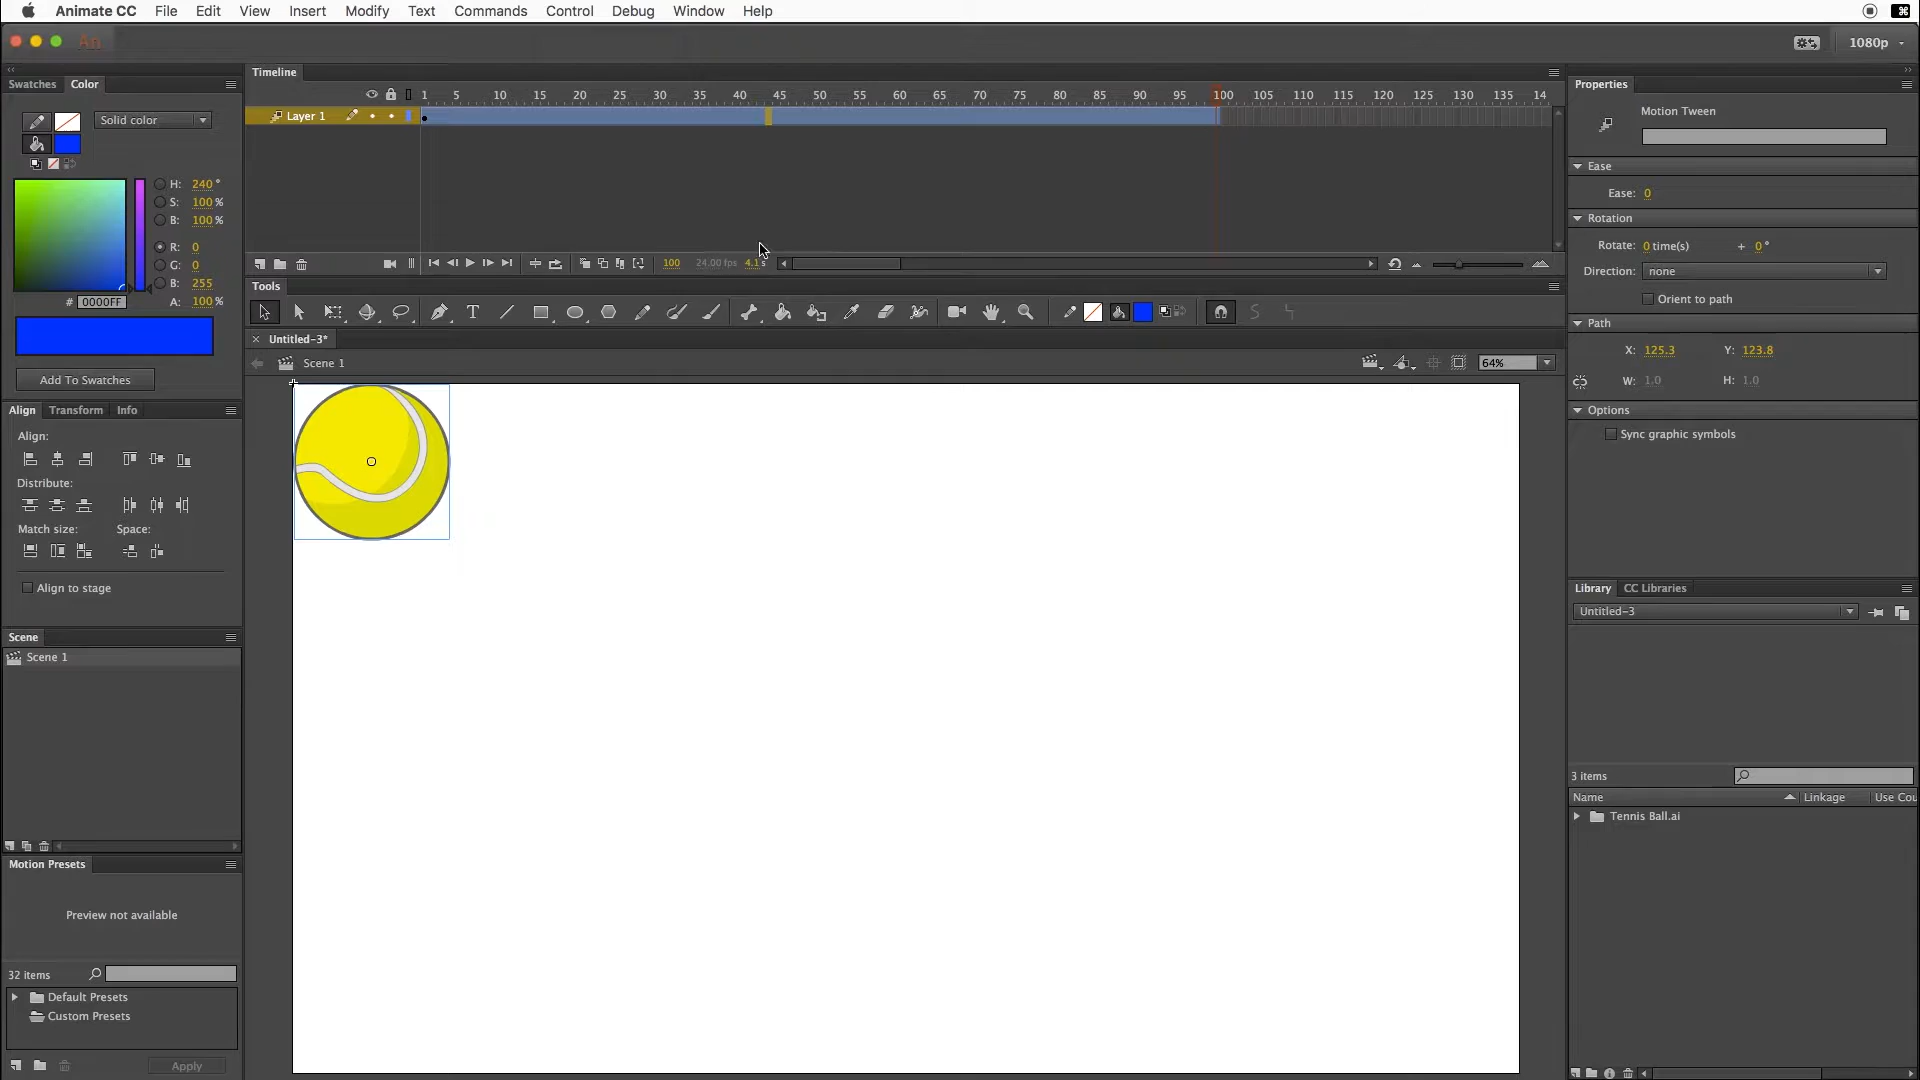 Animate CC File Edit View Insert Modify Text Commands Control Debug Window Help
An 1080p
Swatches Color
Solid color
H: 240 °
S: 100 %
B: 100 %
R: 0
G: 0
B: 255
# 0000FF A: 100 %
Add To Swatches
Align Transform Info
Align:
Distribute:
Match size: Space:
Align to stage
Scene
Scene 1
Motion Presets
Preview not available
32 items
Default Presets
Custom Presets
Apply
Timeline
1 5 10 15 20 25 30 35 40 45 50 55 60 65 70 75 80 85 90 95 100 105 110 115 120 125 130 135 14
Layer 1
100 24.00 fps 4.1 s
Tools
Untitled-3*
Scene 1 64%
Properties
Motion Tween
Ease
Ease: 0
Rotation
Rotate: 0 time(s) + 0 °
Direction: none
Orient to path
Path
X: 125.3 Y: 123.8
W: 1.0 H: 1.0
Options
Sync graphic symbols
Library CC Libraries
Untitled-3
3 items
Name Linkage Use Cou
Tennis Ball.ai